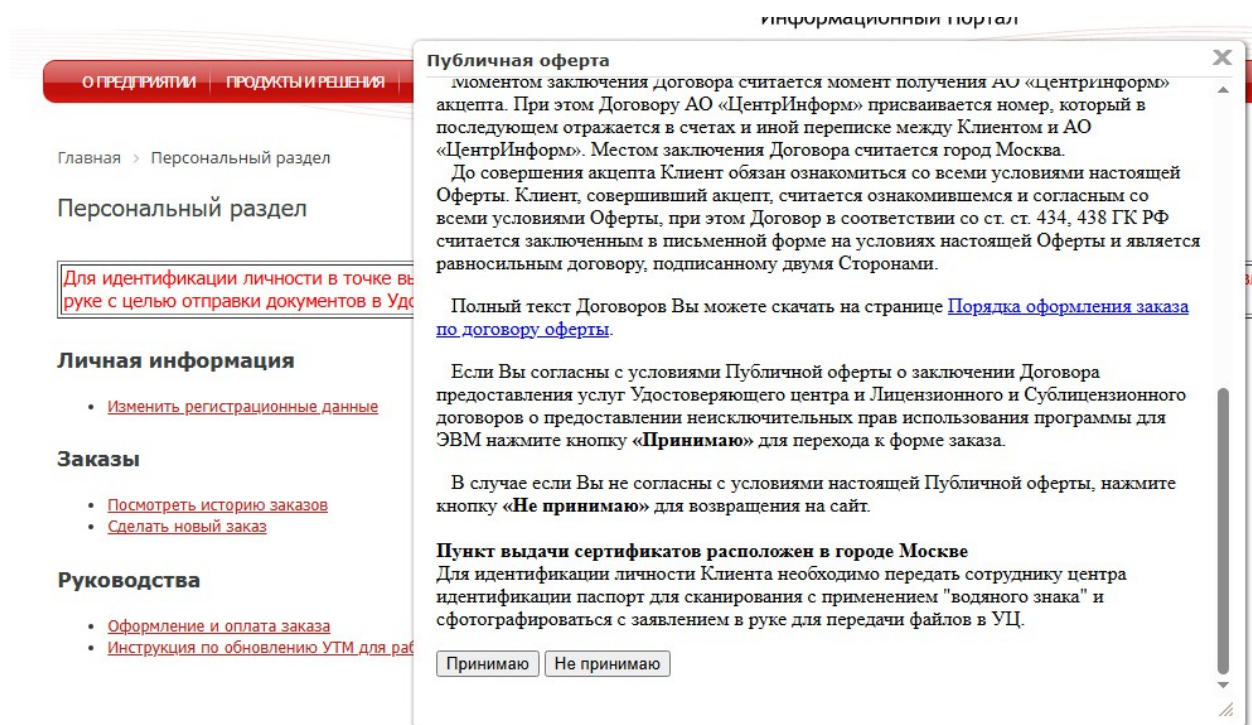 Информационный портал
О ПРЕДПРИЯТИИ
ПРОДУКТЫ И РЕШЕНИЯ
Главная > Персональный раздел
Персональный раздел
Для идентификации личности в точке вы
руке с целью отправки документов в Удо
Личная информация
• Изменить регистрационные данные
Заказы
• Посмотреть историю заказов
• Сделать новый заказ
Руководства
• Оформление и оплата заказа
• Инструкция по обновлению УТМ для раб
Публичная оферта
Моментом заключения Договора считается момент получения АО «ЦентрИнформ»
акцепта. При этом Договору АО «ЦентрИнформ» присваивается номер, который в
последующем отражается в счетах и иной переписке между Клиентом и АО
«ЦентрИнформ». Местом заключения Договора считается город Москва.
До совершения акцепта Клиент обязан ознакомиться со всеми условиями настоящей
Оферты. Клиент, совершивший акцепт, считается ознакомившемся и согласным со
всеми условиями Оферты, при этом Договор в соответствии со ст. ст. 434, 438 ГК РФ
считается заключенным в письменной форме на условиях настоящей Оферты и является
равносильным договору, подписанному двумя Сторонами.
Полный текст Договоров Вы можете скачать на странице Порядка оформления заказа
по договору оферты.
Если Вы согласны с условиями Публичной оферты о заключении Договора
предоставления услуг Удостоверяющего центра и Лицензионного и Сублицензионного
договоров о предоставлении неисключительных прав использования программы для
ЭВМ нажмите кнопку «Принимаю» для перехода к форме заказа.
В случае если Вы не согласны с условиями настоящей Публичной оферты, нажмите
кнопку «Не принимаю» для возвращения на сайт.
Пункт выдачи сертификатов расположен в городе Москве
Для идентификации личности Клиента необходимо передать сотруднику центра
идентификации паспорт для сканирования с применением "водяного знака" и
сфотографироваться с заявлением в руке для передачи файлов в УЦ.
Принимаю
Не принимаю